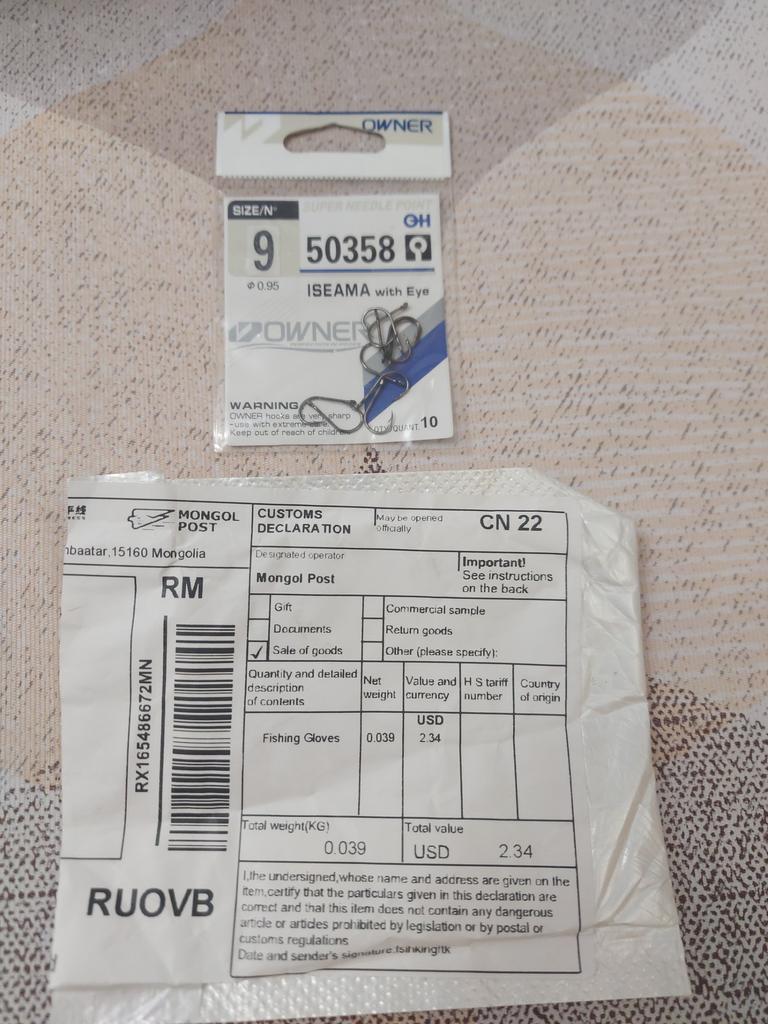 OWNER
SIZE/N°
SUPER NEEDLE POINT
9
50358
Φ 0.95
ISEAMA with Eye
OWNER
WARNING
OWNER hooks are very sharp
-use with extreme care.
Keep out of reach of children
QTY/QUANT. 10
MONGOL
POST
nbaatar,15160 Mongolia
RM
RX165486672MN
RUOVB
CUSTOMS
DECLARATION
May be opened
officially
CN 22
Designated operator
Mongol Post
Important!
See instructions
on the back
Gift
Commercial sample
Documents
Return goods
✓ Sale of goods
Other (please specify):
Quantity and detailed
description
of contents
Net
weight
Value and
currency
H S tariff
number
Country
of origin
USD
Fishing Gloves 0.039 2.34
Total weight(KG)
0.039
Total value
USD 2.34
I,the undersigned,whose name and address are given on the
item,certify that the particulars given in this declaration are
correct and that this item does not contain any dangerous
article or articles prohibited by legislation or by postal or
customs regulations
Date and sender's signature